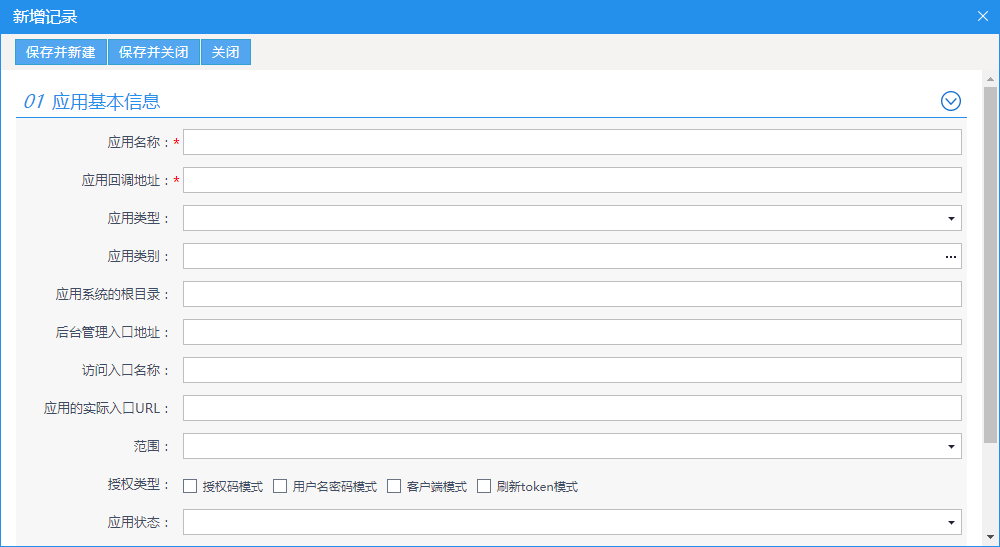 新增记录
保存并新建 保存并关闭 关闭
01 应用基本信息
应用名称：*
应用回调地址：*
应用类型：
应用类别：
应用系统的根目录：
后台管理入口地址：
访问入口名称：
应用的实际入口URL：
范围：
授权类型： 授权码模式 用户名密码模式 客户端模式 刷新token模式
应用状态：